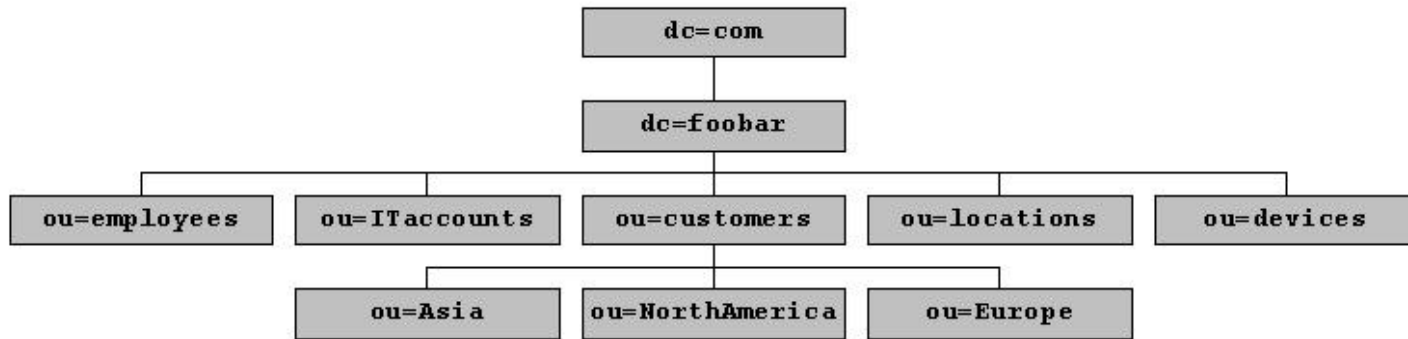 dc=com
dc=foobar
ou=employees
ou=ITaccounts
ou=customers
ou=locations
ou=devices
ou=Asia
ou=NorthAmerica
ou=Europe